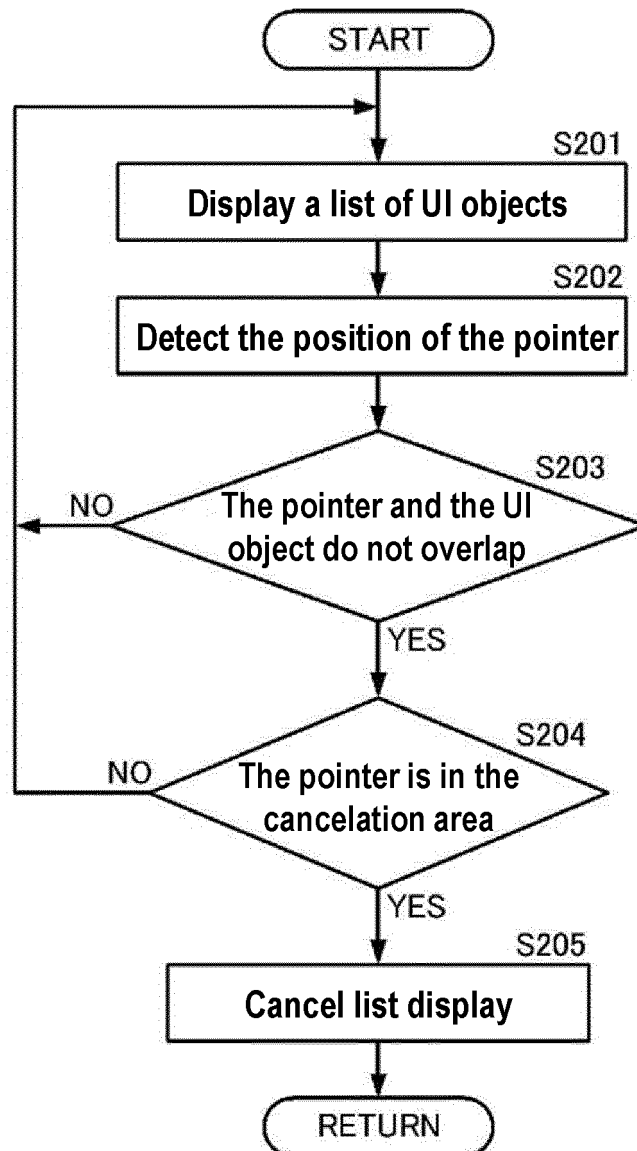 START
S201
Display a list of UI objects
S202
Detect the position of the pointer
S203
NO
The pointer and the UI
object do not overlap
YES
S204
NO
The pointer is in the
cancelation area
YES
S205
Cancel list display
RETURN